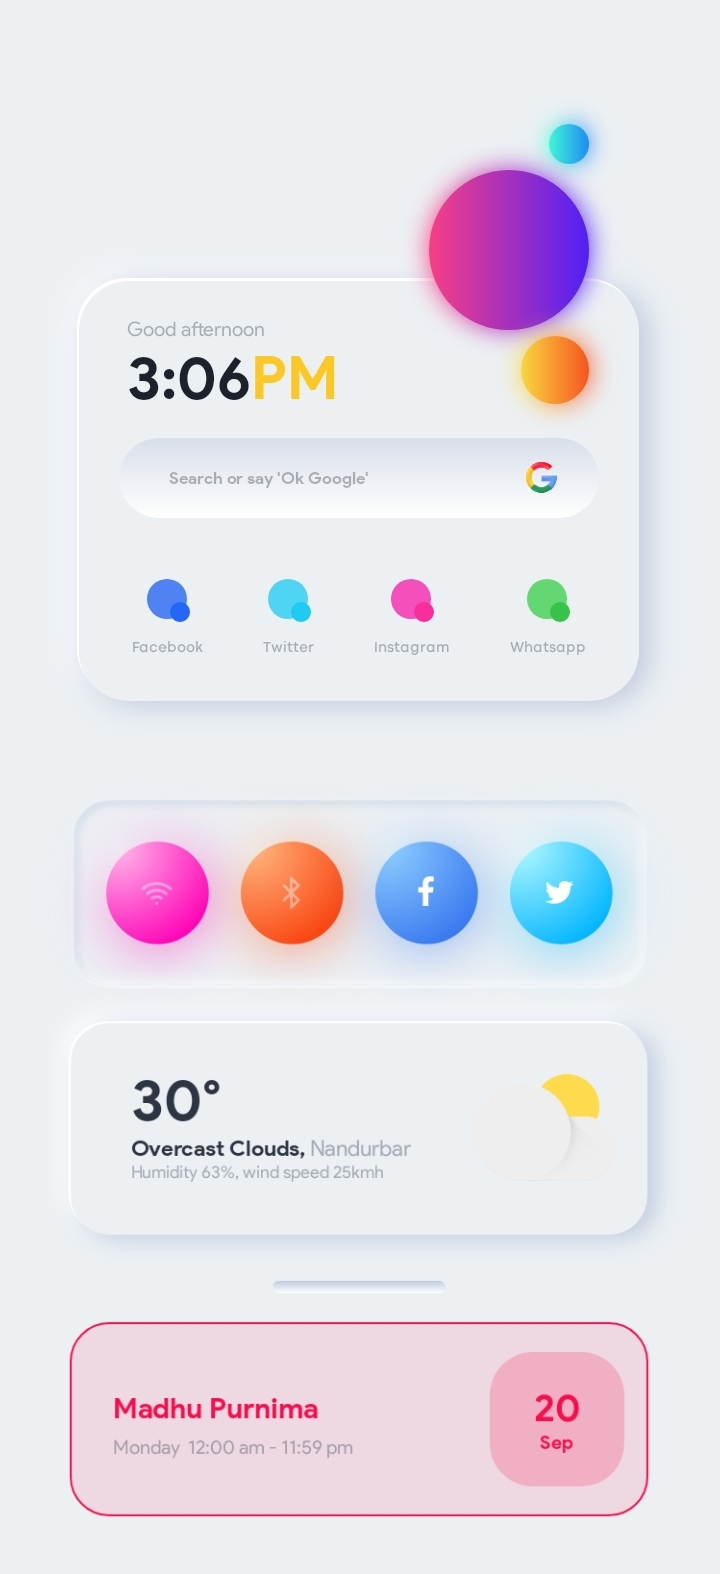 Good afternoon
3:06PM
Search or say 'Ok Google'
Facebook
Twitter
Instagram
Whatsapp
30°
Overcast Clouds, Nandurbar
Humidity 63%, wind speed 25kmh
Madhu Purnima
Monday 12:00 am - 11:59 pm
20
Sep